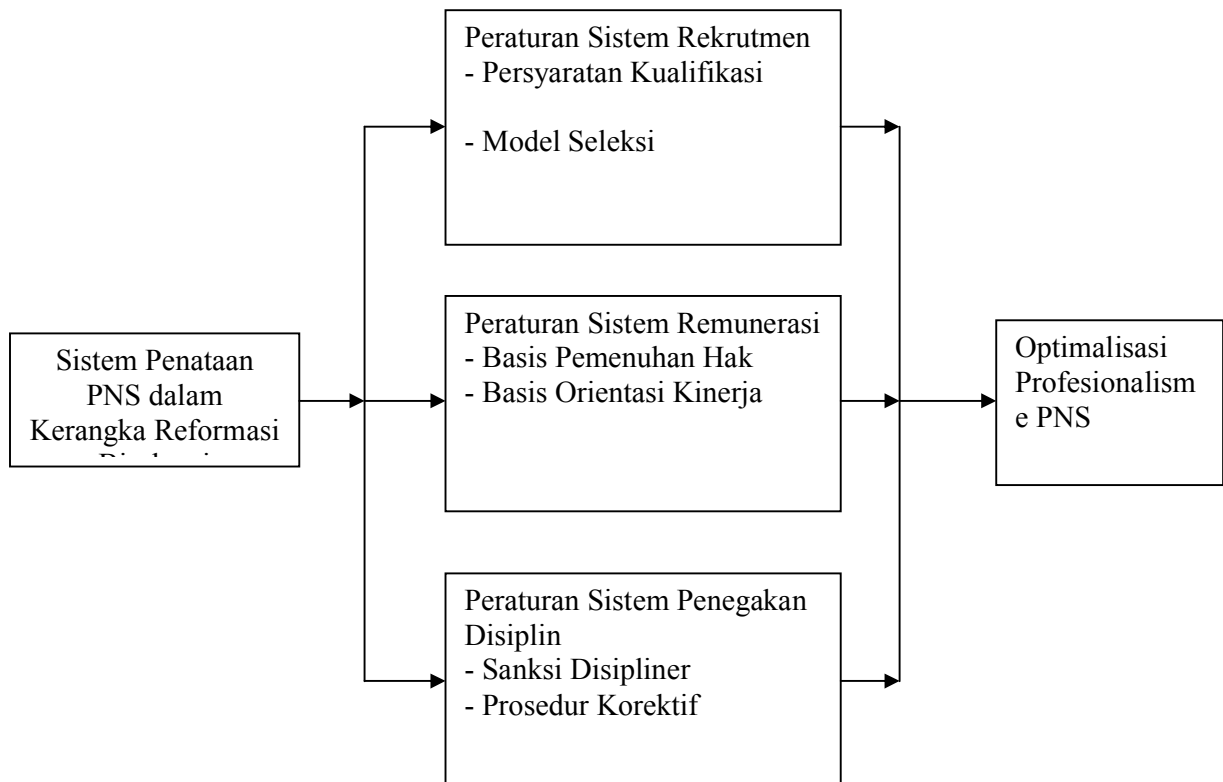 Peraturan Sistem Rekrutmen
- Persyaratan Kualifikasi
- Model Seleksi
Sistem Penataan
PNS dalam
Kerangka Reformasi
Peraturan Sistem Remunerasi
- Basis Pemenuhan Hak
- Basis Orientasi Kinerja
Optimalisasi
Profesionalism
e PNS
Peraturan Sistem Penegakan
Disiplin
- Sanksi Disipliner
- Prosedur Korektif